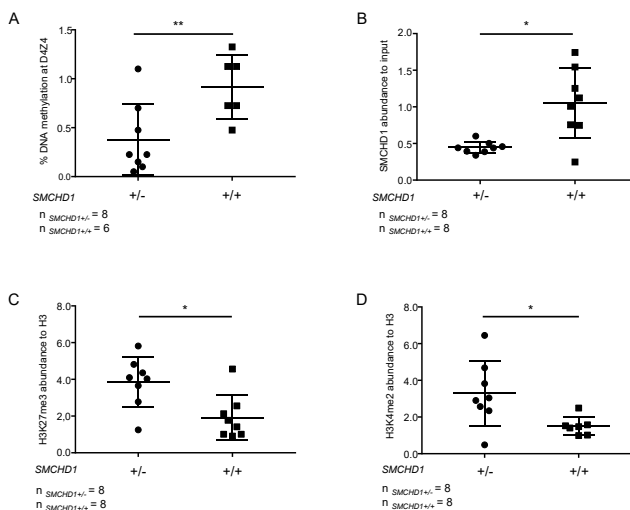 A
**
% DNA methylation at D4Z4
1.5
1.0
0.5
0.0
SMCHD1 +/- +/+
n SMCHD1+/- = 8
n SMCHD1+/+ = 6
B
*
SMCHD1 abundance to input
2.0
1.5
1.0
0.5
0.0
SMCHD1 +/- +/+
n SMCHD1+/- = 8
n SMCHD1+/+ = 8
C
*
H3K27me3 abundance to H3
8.0
6.0
4.0
2.0
0.0
SMCHD1 +/- +/+
n SMCHD1+/- = 8
n SMCHD1+/+ = 8
D
*
H3K4me2 abundance to H3
8.0
6.0
4.0
2.0
0.0
SMCHD1 +/- +/+
n SMCHD1+/- = 8
n SMCHD1+/+ = 8